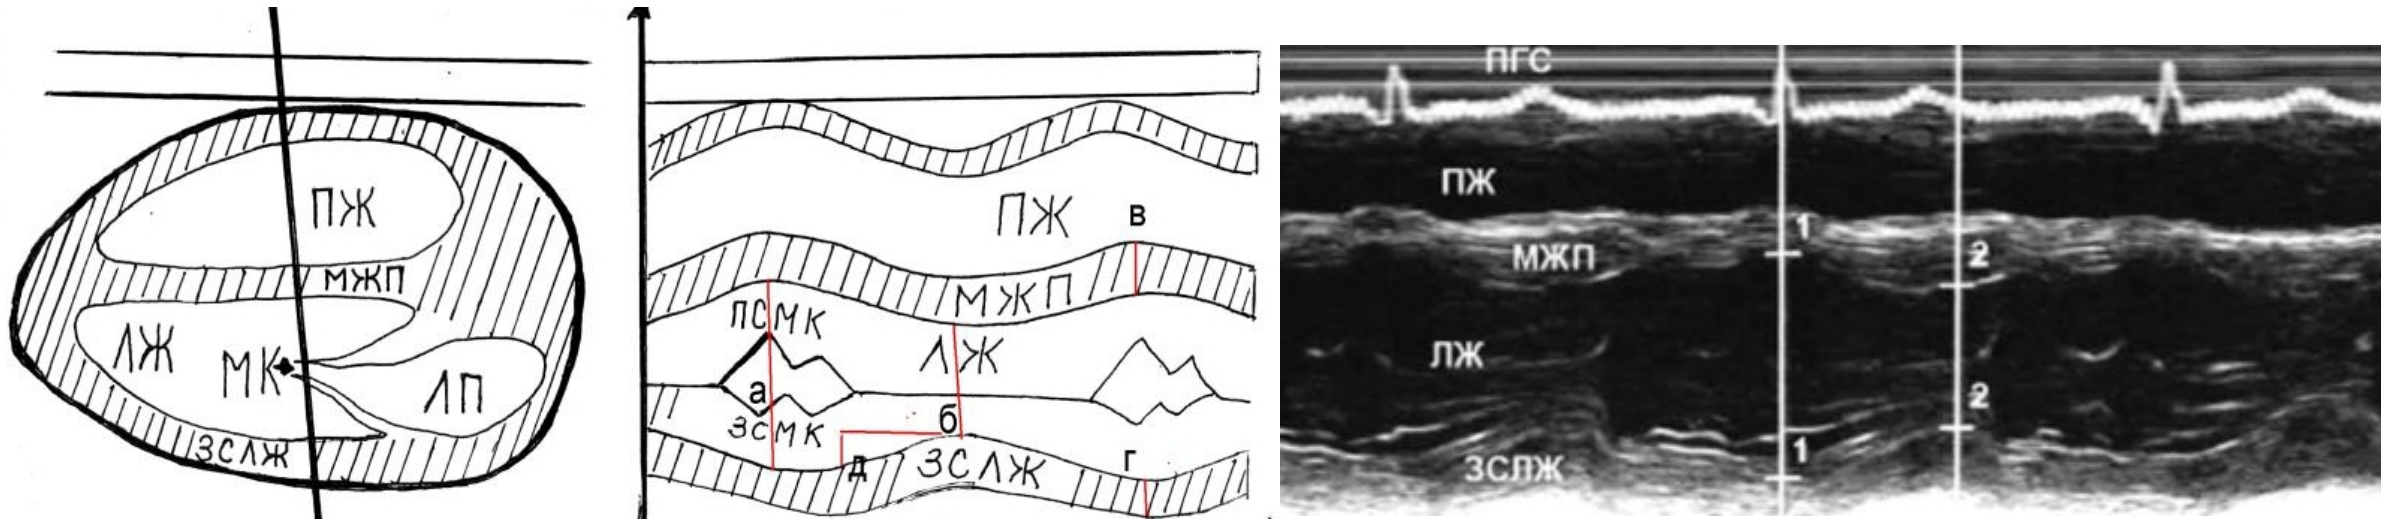 ПЖ
МЖП
ЛЖ
МК
ЛП
ЗСЛЖ
в
ПЖ
МЖП
ПСМК
ЛЖ
а
б
ЗСМК
д
ЗСЛЖ
г
ПГС
ПЖ
1
МЖП
2
ЛЖ
2
1
ЗСЛЖ